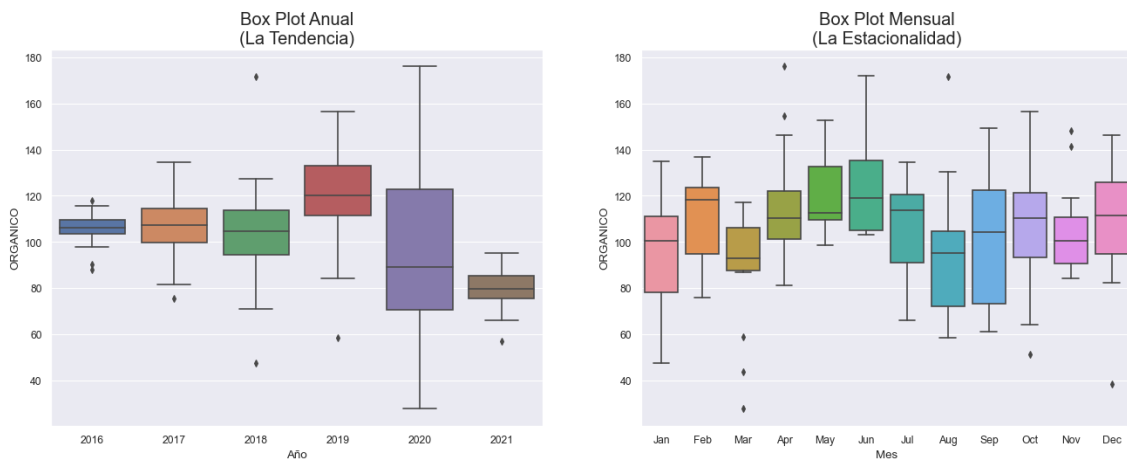 Box Plot Anual
(La Tendencia)
180
160
140
120
100
80
60
40
ORGANICO
2016 2017 2018 2019 2020 2021
Año
Box Plot Mensual
(La Estacionalidad)
180
160
140
120
100
80
60
40
ORGANICO
Jan Feb Mar Apr May Jun Jul Aug Sep Oct Nov Dec
Mes